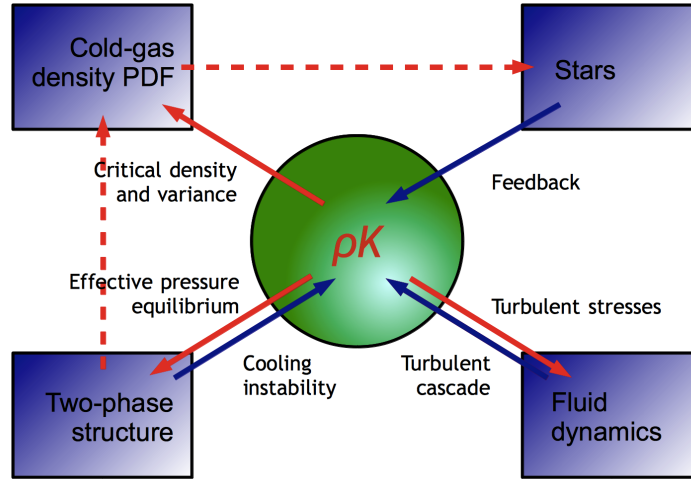 Cold-gas
density PDF
Stars
Critical density
and variance
Feedback
ρK
Effective pressure
equilibrium
Turbulent stresses
Cooling
instability
Turbulent
cascade
Two-phase
structure
Fluid
dynamics